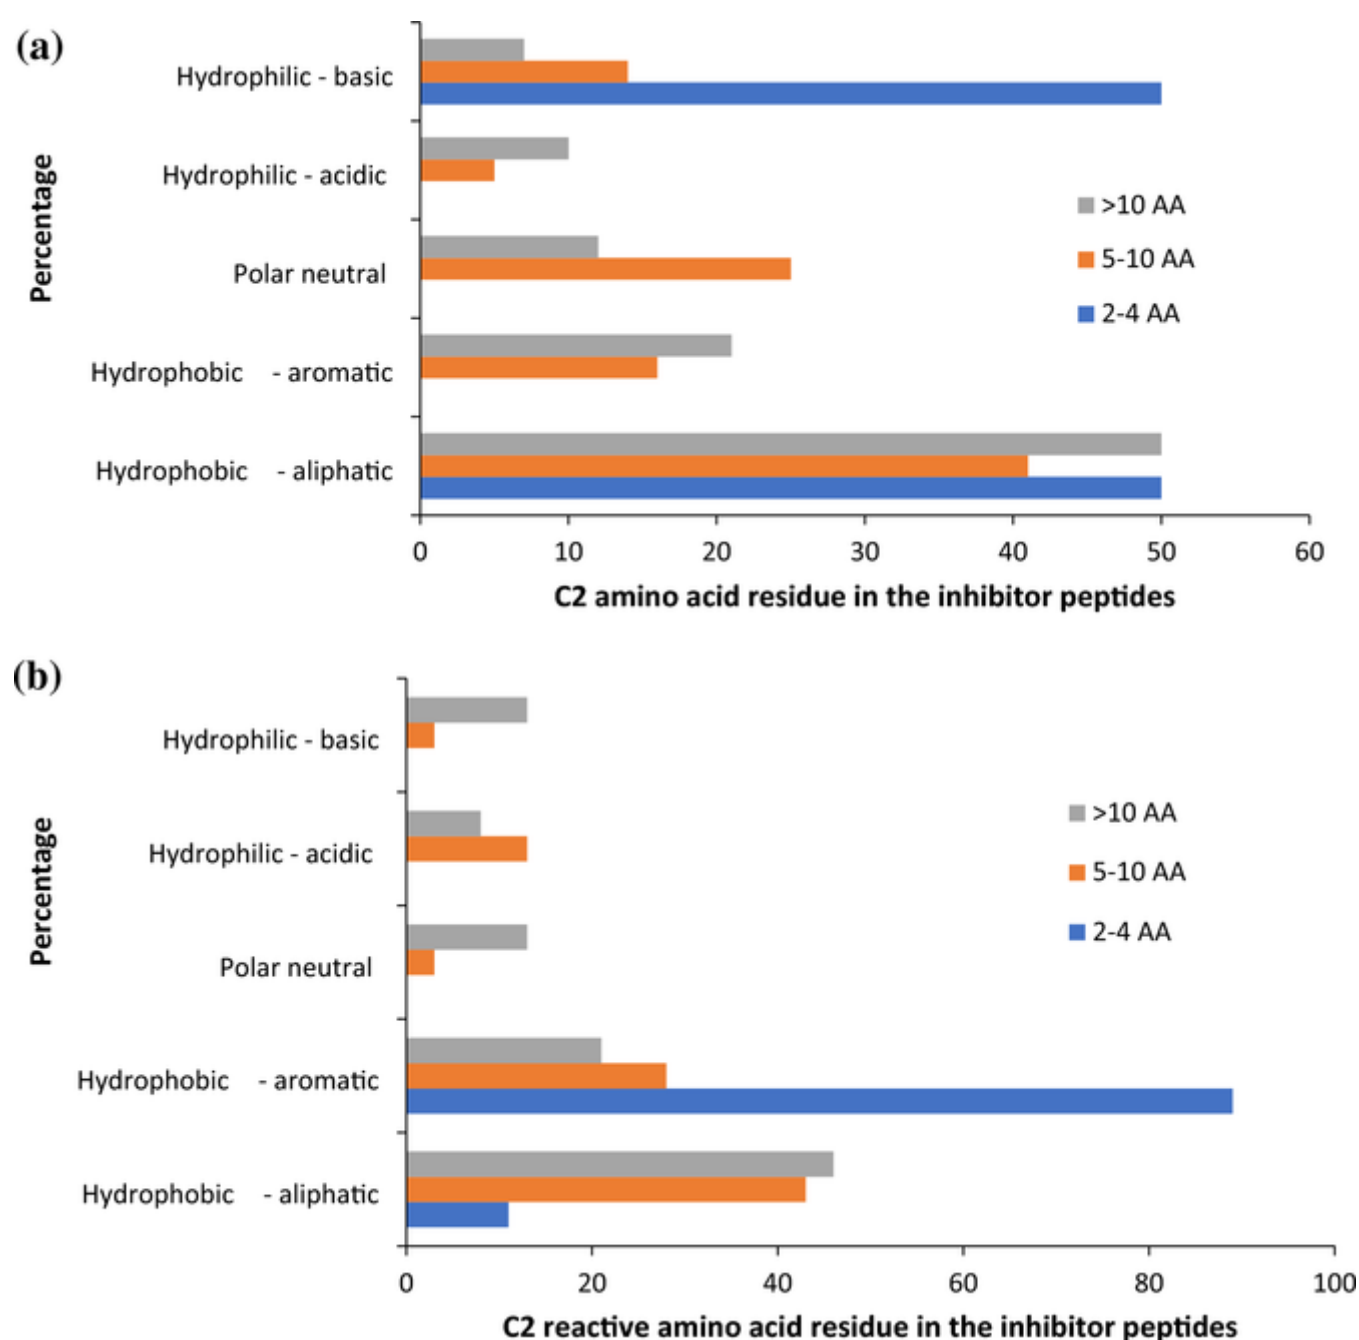 (a)
Percentage
Hydrophilic - basic
Hydrophilic - acidic
Polar neutral
Hydrophobic - aromatic
Hydrophobic - aliphatic
>10 AA
5-10 AA
2-4 AA
0 10 20 30 40 50 60
C2 amino acid residue in the inhibitor peptides
(b)
Percentage
Hydrophilic - basic
Hydrophilic - acidic
Polar neutral
Hydrophobic - aromatic
Hydrophobic - aliphatic
>10 AA
5-10 AA
2-4 AA
0 20 40 60 80 100
C2 reactive amino acid residue in the inhibitor peptides